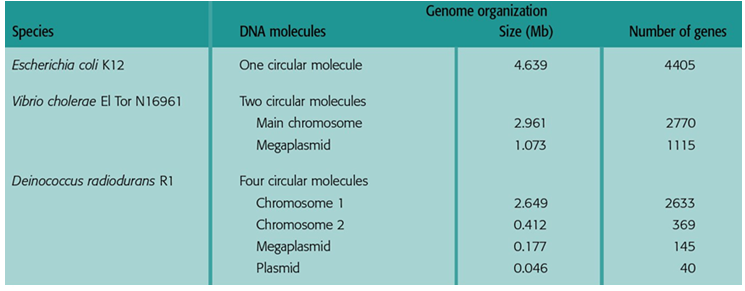 Genome organization
Species DNA molecules Size (Mb) Number of genes
Escherichia coli K12 One circular molecule 4.639 4405
Vibrio cholerae El Tor N16961 Two circular molecules
Main chromosome 2.961 2770
Megaplasmid 1.073 1115
Deinococcus radiodurans R1 Four circular molecules
Chromosome 1 2.649 2633
Chromosome 2 0.412 369
Megaplasmid 0.177 145
Plasmid 0.046 40